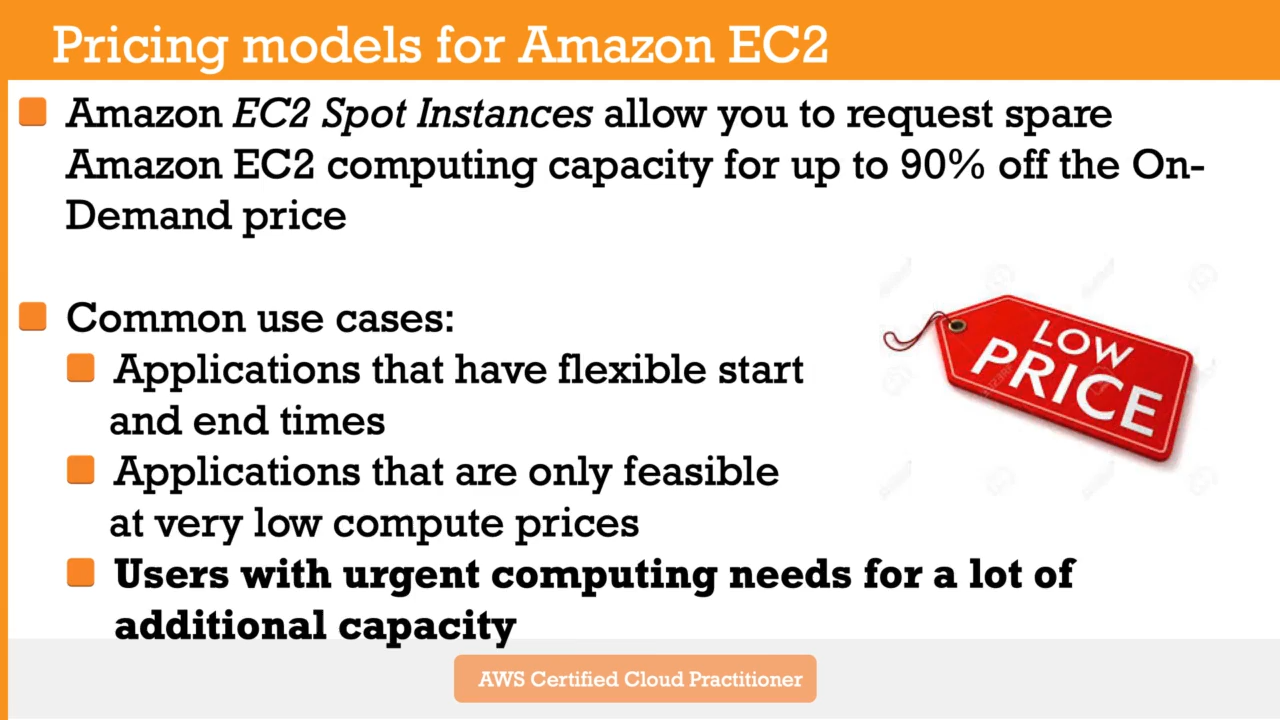 Pricing models for Amazon EC2
Amazon EC2 Spot Instances allow you to request spare
Amazon EC2 computing capacity for up to 90% off the On-
Demand price
Common use cases:
Applications that have flexible start
and end times
LOW
PRICE
Applications that are only feasible
at very low compute prices
Users with urgent computing needs for a lot of
additional capacity
AWS Certified Cloud Practitioner